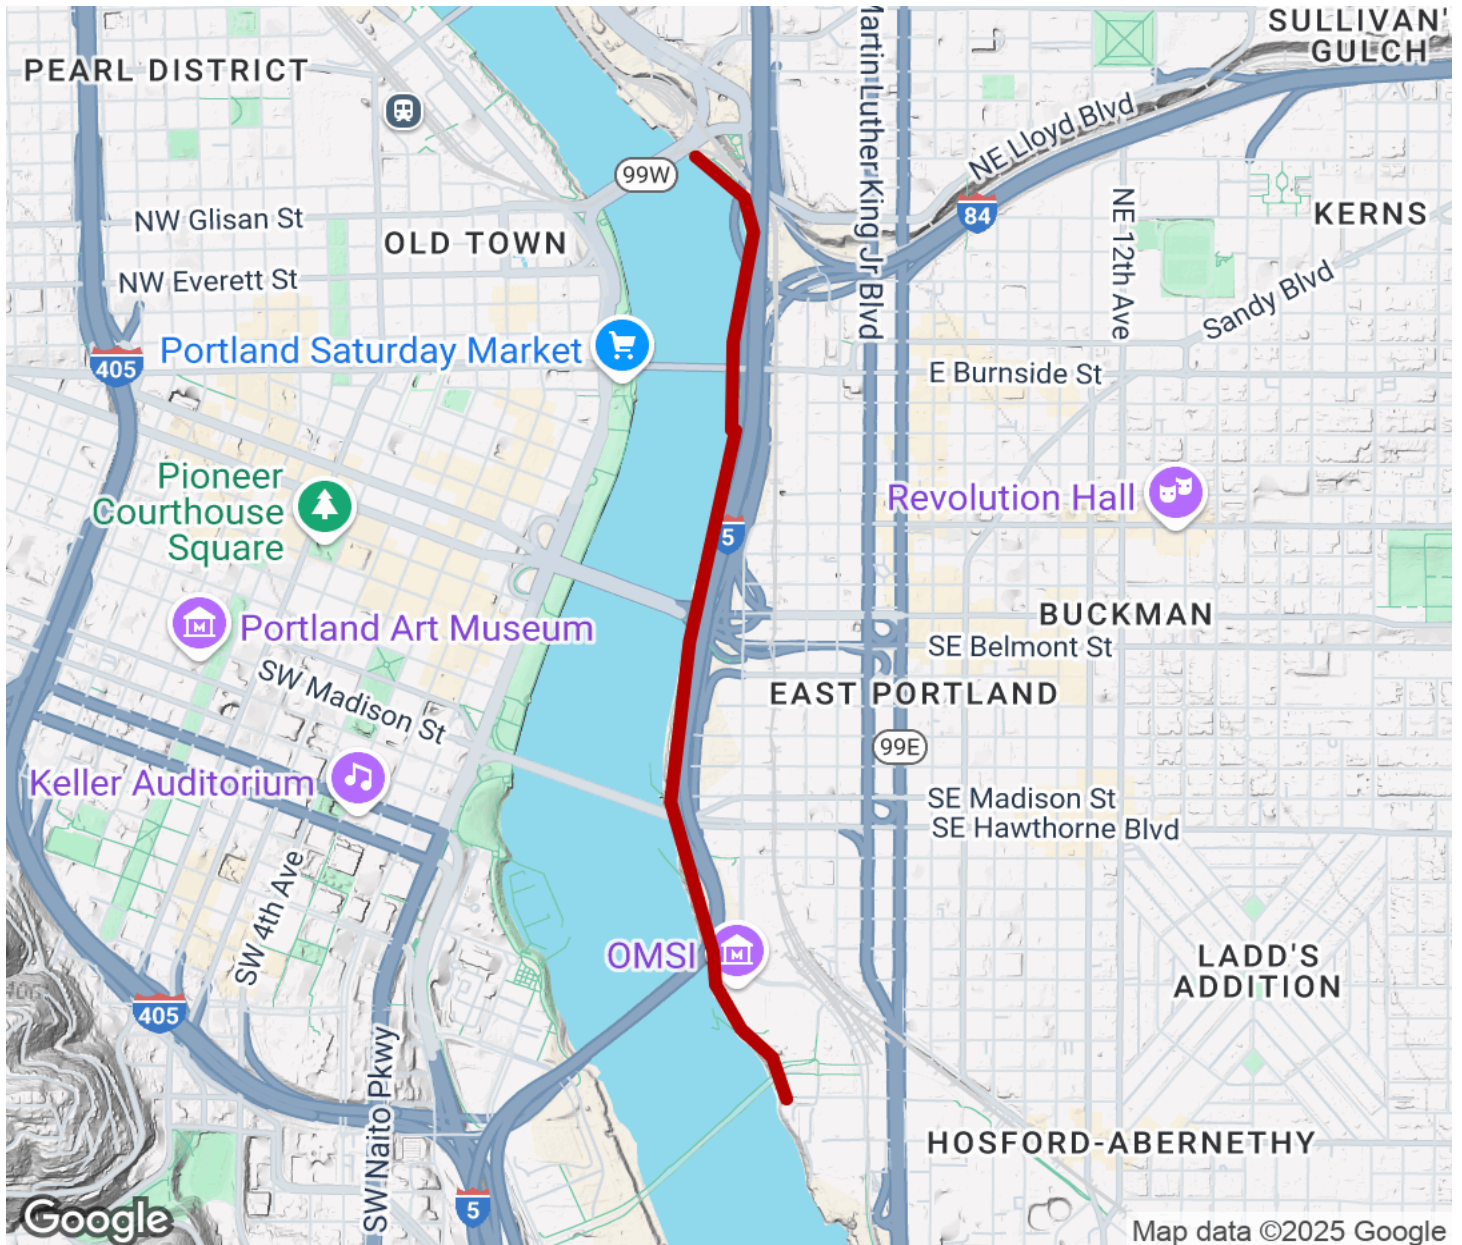 SULLIVAN'
GULCH
PEARL DISTRICT
Martin Luther King Jr Blvd
NE Lloyd Blvd
99W
NE 12th Ave
84
KERNS
NW Glisan St
OLD TOWN
NW Everett St
Sandy Blvd
Portland Saturday Market
405
E Burnside St
Pioneer
Courthouse
Square
Revolution Hall
5
BUCKMAN
Portland Art Museum
SE Belmont St
SW Madison St
EAST PORTLAND
99E
Keller Auditorium
SE Madison St
SE Hawthorne Blvd
SW 4th Ave
OMSI
LADD'S
ADDITION
405
SW Naito Pkwy
HOSFORD-ABERNETHY
5
Google
Map data ©2025 Google